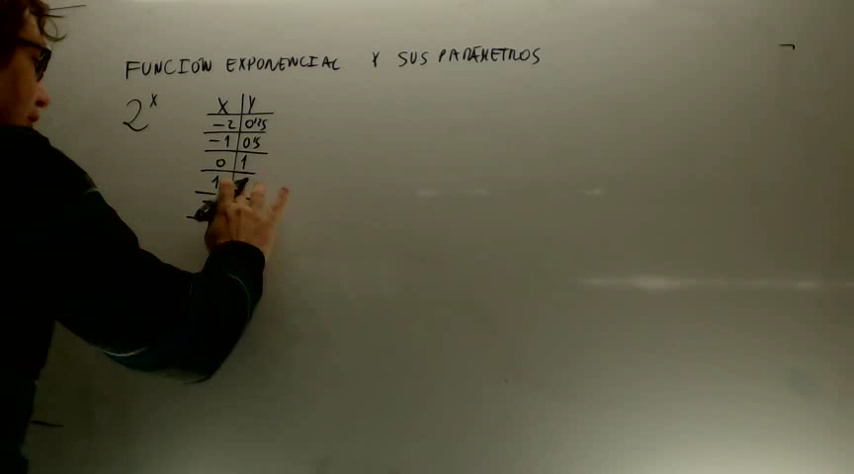 FUNCIÓN EXPONENCIAL Y SUS PARÁMETROS
2^x
X Y
-2 0'25
-1 0'5
0 1
1